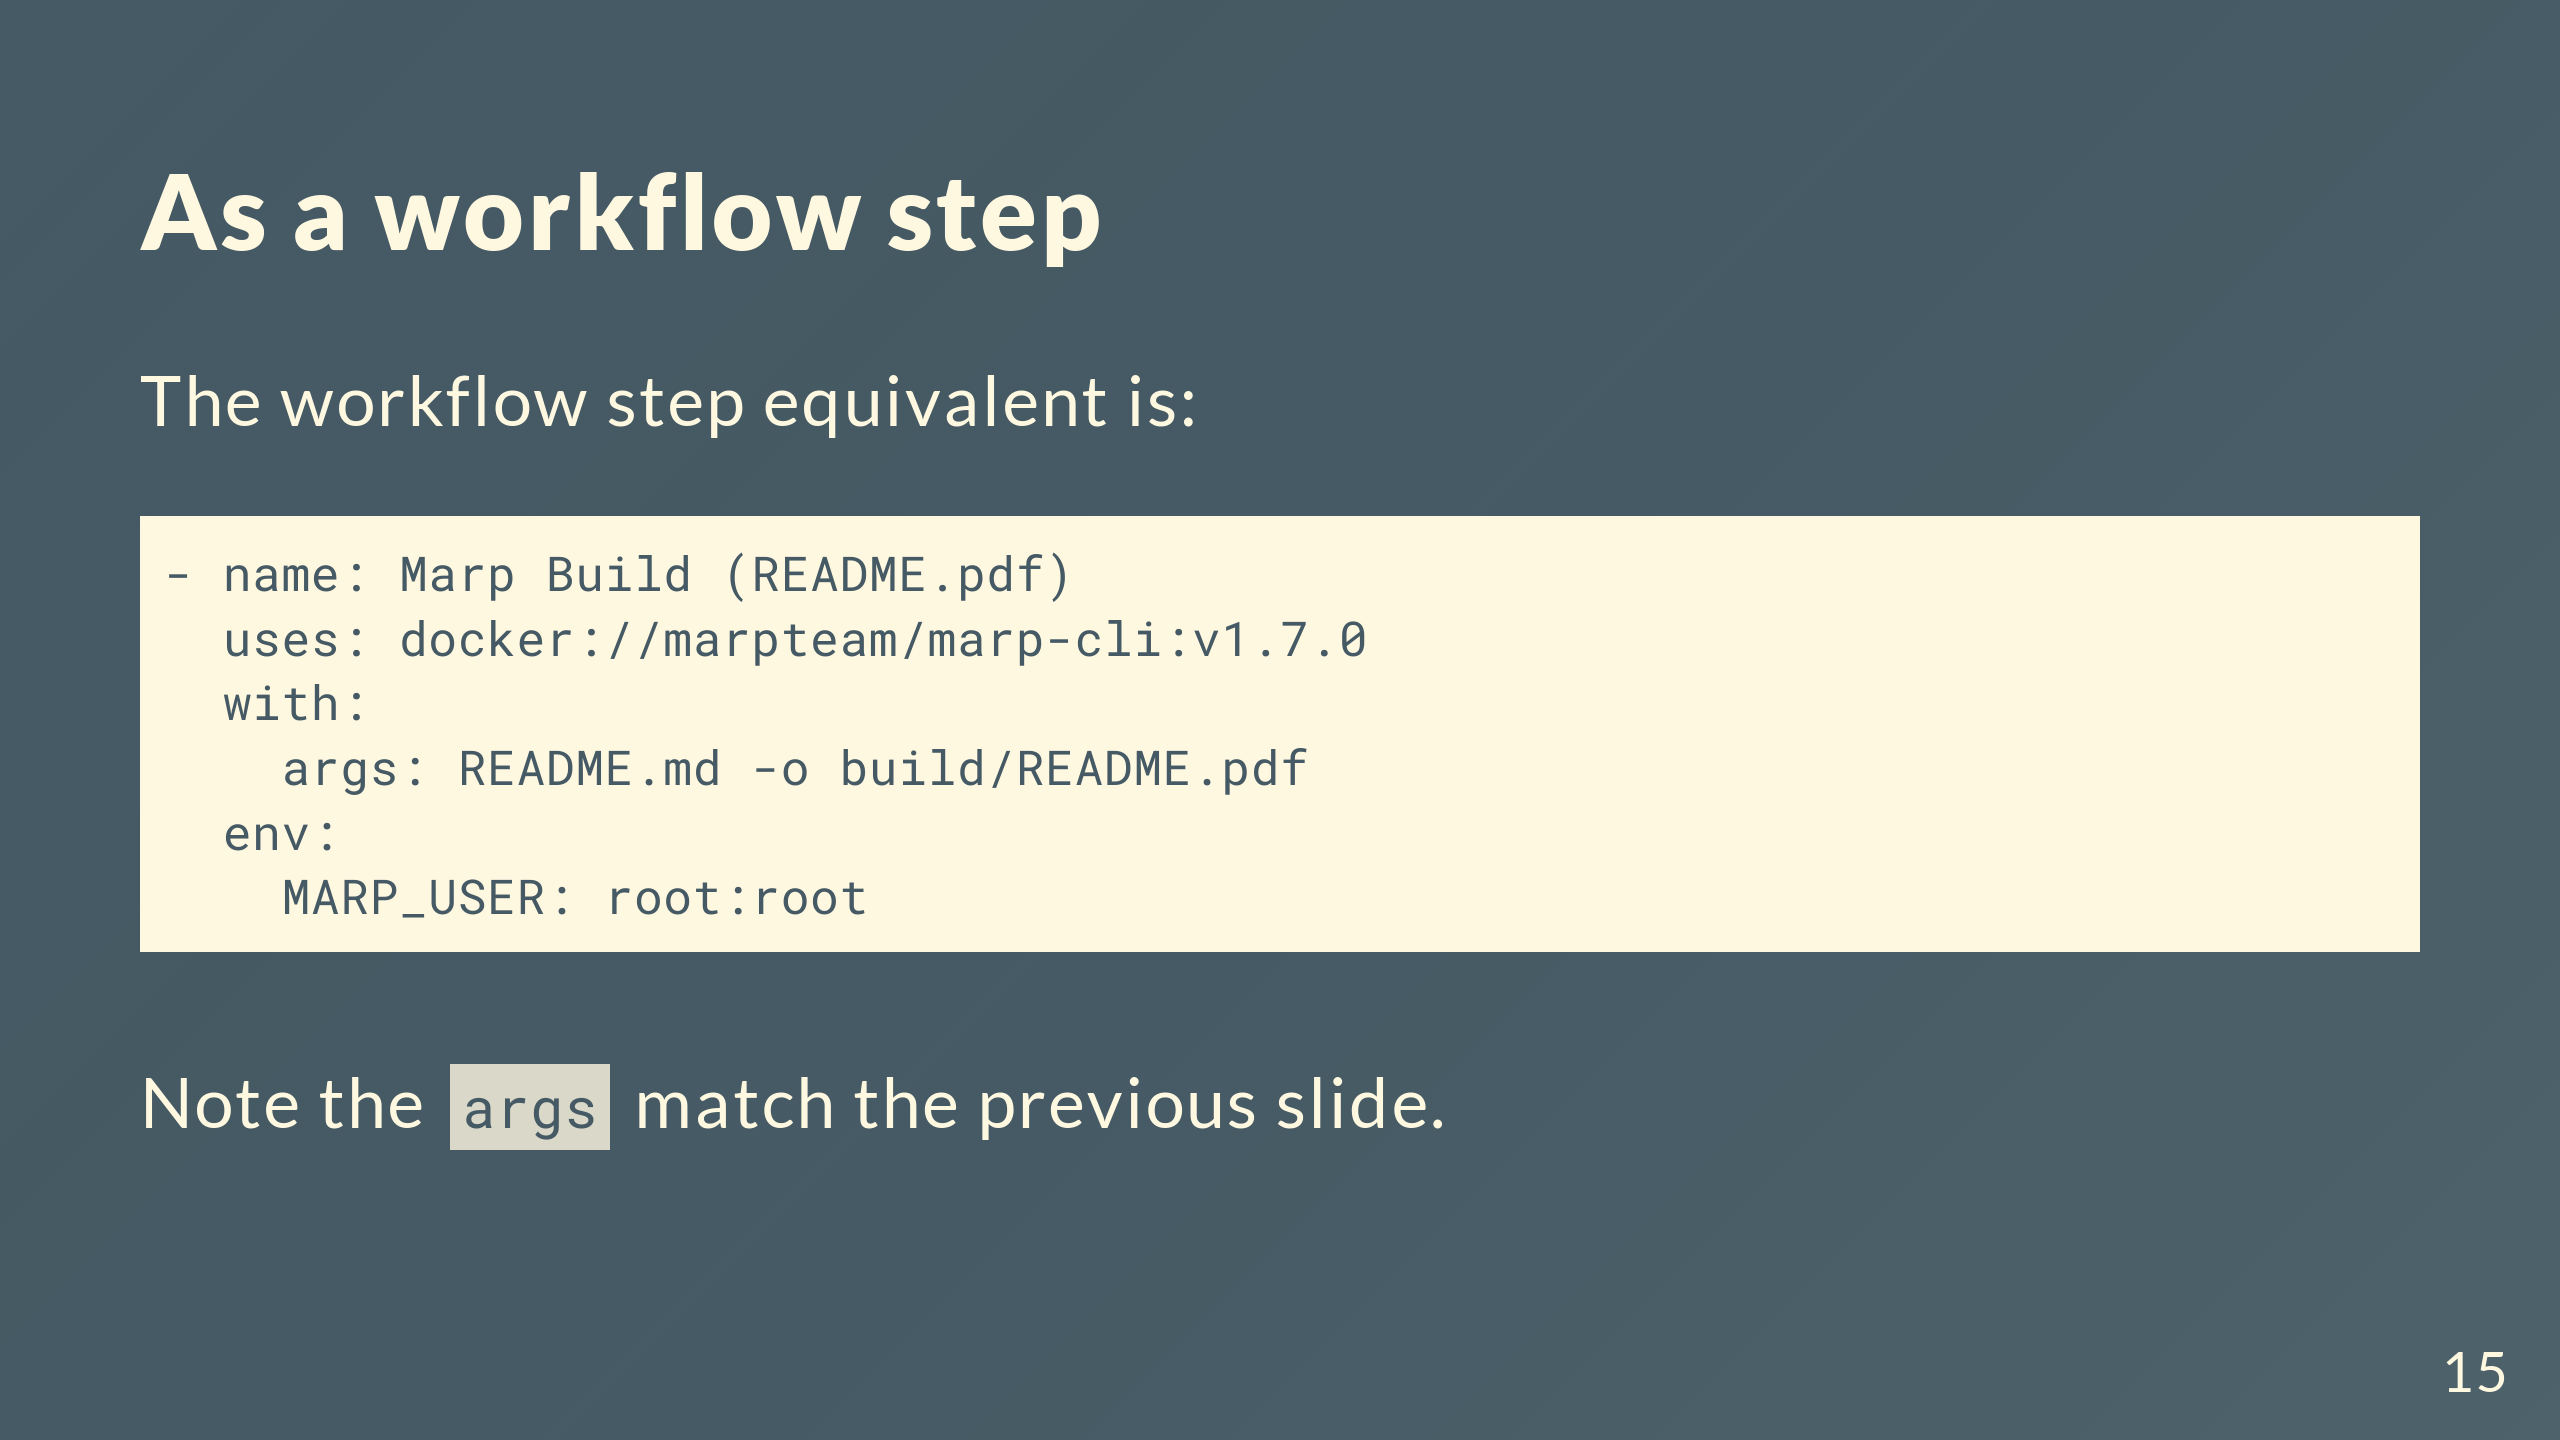 As a workflow step
The workflow step equivalent is:
- name: Marp Build (README.pdf)
  uses: docker://marpteam/marp-cli:v1.7.0
  with:
    args: README.md -o build/README.pdf
  env:
    MARP_USER: root:root
Note the args match the previous slide.
15